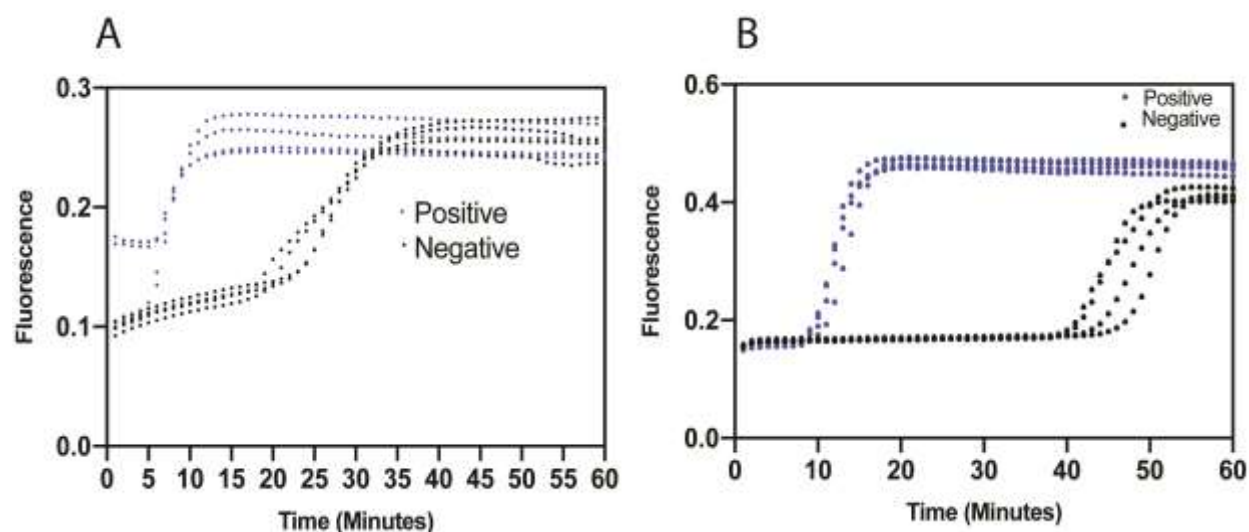 A
Fluorescence
0.3
0.2
0.1
0.0
Positive
Negative
0 5 10 15 20 25 30 35 40 45 50 55 60
Time (Minutes)
B
Fluorescence
0.6
0.4
0.2
0.0
Positive
Negative
0 10 20 30 40 50 60
Time (Minutes)